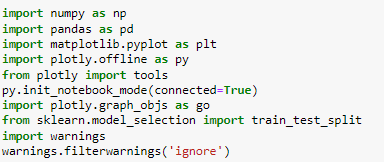 import numpy as np
import pandas as pd
import matplotlib.pyplot as plt
import plotly.offline as py
from plotly import tools
py.init_notebook_mode(connected=True)
import plotly.graph_objs as go
from sklearn.model_selection import train_test_split
import warnings
warnings.filterwarnings('ignore')